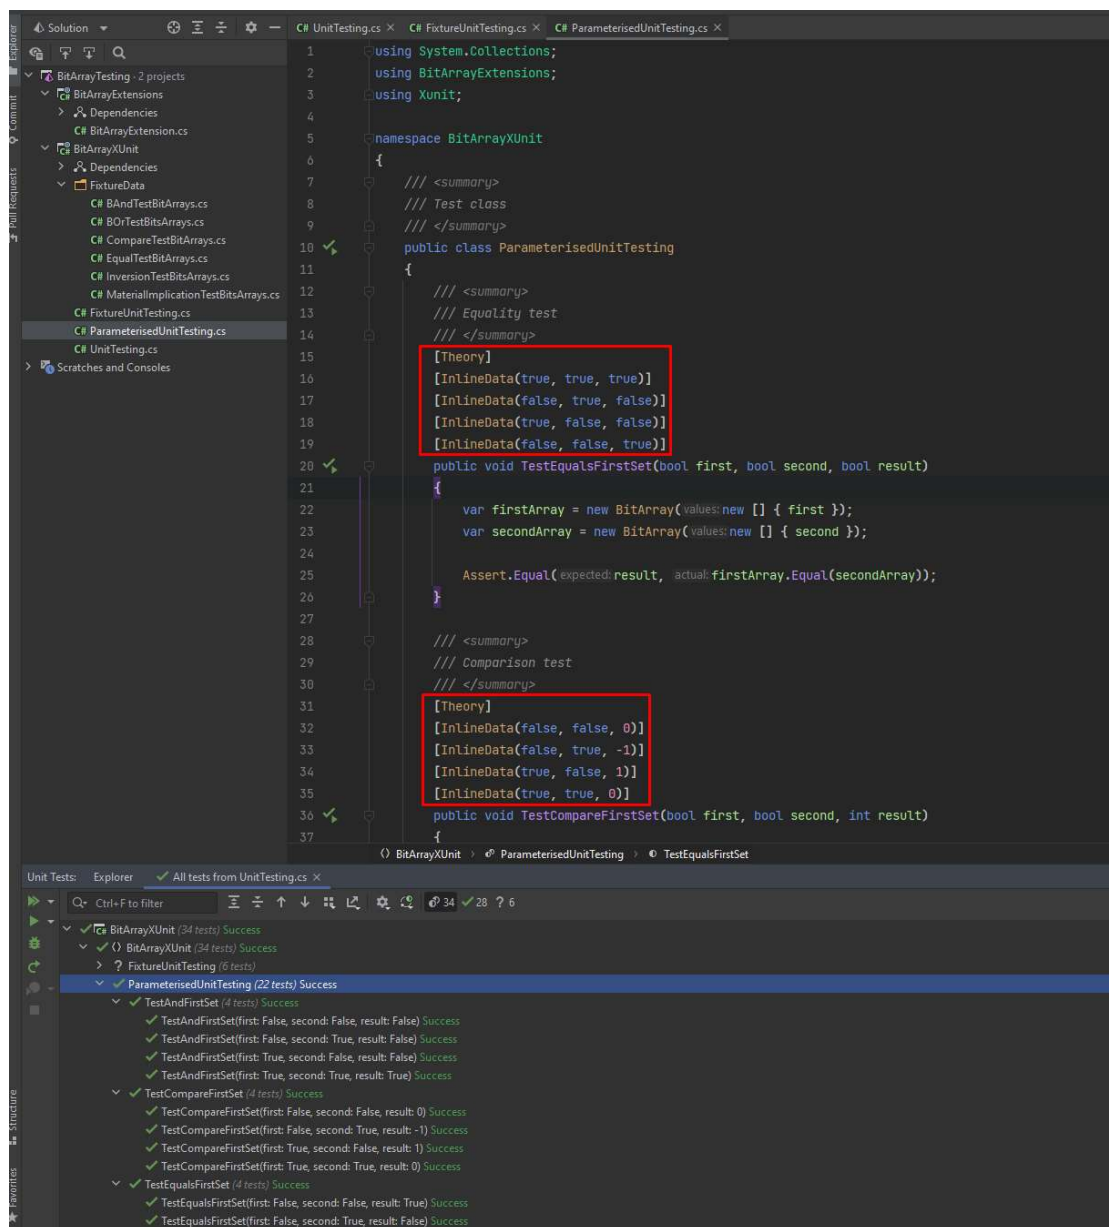 Solution
Explorer
Commit
Pull Requests
BitArrayTesting · 2 projects
BitArrayExtensions
Dependencies
C# BitArrayExtension.cs
BitArrayXUnit
Dependencies
FixtureData
C# BAndTestBitArrays.cs
C# BOrTestBitsArrays.cs
C# CompareTestBitArrays.cs
C# EqualTestBitArrays.cs
C# InversionTestBitsArrays.cs
C# MaterialImplicationTestBitsArrays.cs
C# FixtureUnitTesting.cs
C# ParameterisedUnitTesting.cs
C# UnitTesting.cs
Scratches and Consoles
C# UnitTesting.cs × C# FixtureUnitTesting.cs × C# ParameterisedUnitTesting.cs ×
1 using System.Collections;
2 using BitArrayExtensions;
3 using Xunit;
4
5 namespace BitArrayXUnit
6 {
7 /// <summary>
8 /// Test class
9 /// </summary>
10 public class ParameterisedUnitTesting
11 {
12 /// <summary>
13 /// Equality test
14 /// </summary>
15 [Theory]
16 [InlineData(true, true, true)]
17 [InlineData(false, true, false)]
18 [InlineData(true, false, false)]
19 [InlineData(false, false, true)]
20 public void TestEqualsFirstSet(bool first, bool second, bool result)
21 {
22 var firstArray = new BitArray( values: new [] { first });
23 var secondArray = new BitArray( values: new [] { second });
24
25 Assert.Equal( expected: result, actual: firstArray.Equal(secondArray));
26 }
27
28 /// <summary>
29 /// Comparison test
30 /// </summary>
31 [Theory]
32 [InlineData(false, false, 0)]
33 [InlineData(false, true, -1)]
34 [InlineData(true, false, 1)]
35 [InlineData(true, true, 0)]
36 public void TestCompareFirstSet(bool first, bool second, int result)
37 {
BitArrayXUnit › ParameterisedUnitTesting › TestEqualsFirstSet
Unit Tests: Explorer All tests from UnitTesting.cs ×
Ctrl+F to filter 34 28 ? 6
BitArrayXUnit (34 tests) Success
BitArrayXUnit (34 tests) Success
? FixtureUnitTesting (6 tests)
ParameterisedUnitTesting (22 tests) Success
TestAndFirstSet (4 tests) Success
TestAndFirstSet(first: False, second: False, result: False) Success
TestAndFirstSet(first: False, second: True, result: False) Success
TestAndFirstSet(first: True, second: False, result: False) Success
TestAndFirstSet(first: True, second: True, result: True) Success
TestCompareFirstSet (4 tests) Success
TestCompareFirstSet(first: False, second: False, result: 0) Success
TestCompareFirstSet(first: False, second: True, result: -1) Success
TestCompareFirstSet(first: True, second: False, result: 1) Success
TestCompareFirstSet(first: True, second: True, result: 0) Success
TestEqualsFirstSet (4 tests) Success
TestEqualsFirstSet(first: False, second: False, result: True) Success
TestEqualsFirstSet(first: False, second: True, result: False) Success
Structure
Favorites